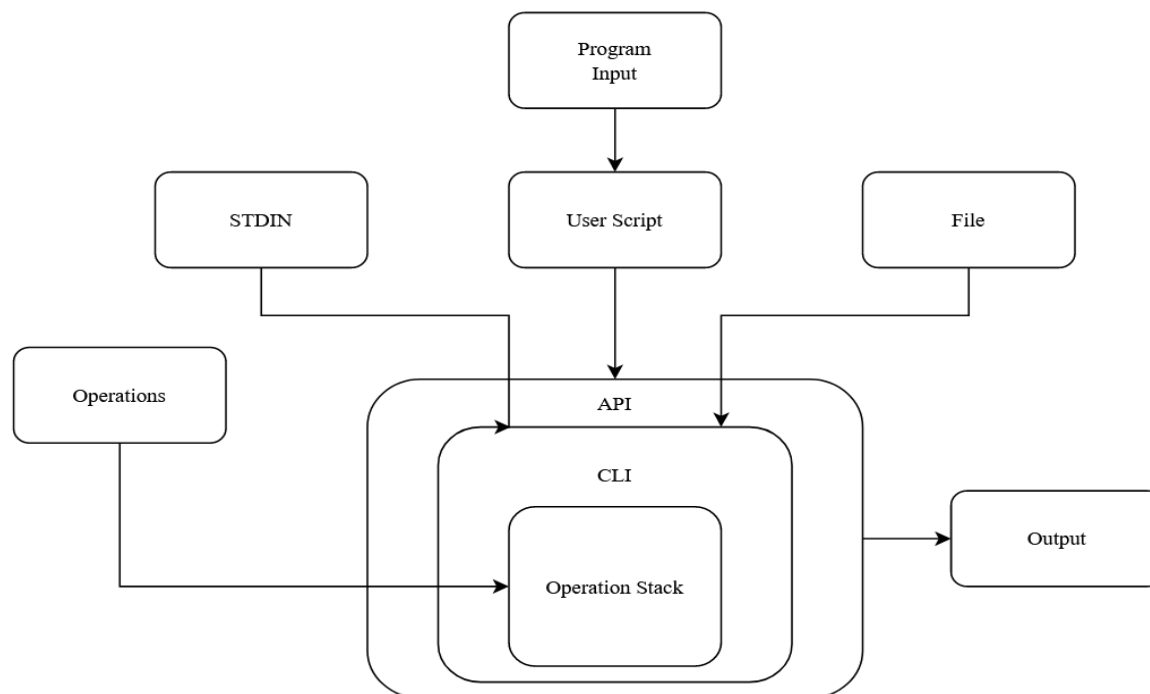 Program
Input
STDIN
User Script
File
Operations
API
CLI
Output
Operation Stack